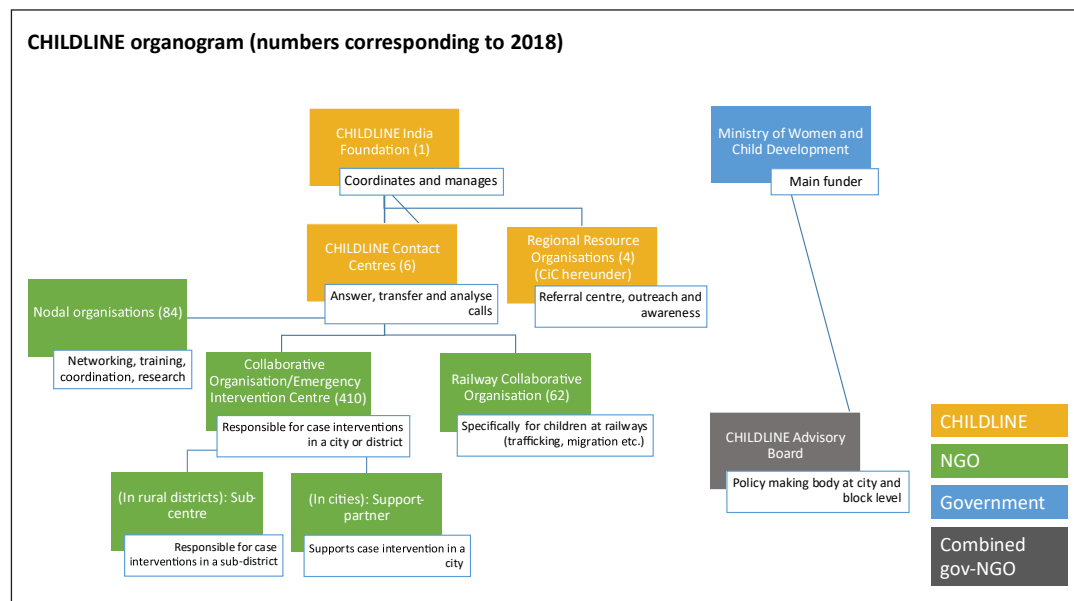 CHILDLINE organogram (numbers corresponding to 2018)
CHILDLINE India
Foundation (1)
Coordinates and manages
Ministry of Women and
Child Development
Main funder
CHILDLINE Contact
Centres (6)
Answer, transfer and analyse
calls
Regional Resource
Organisations (4)
(CiC hereunder)
Referral centre, outreach and
awareness
Nodal organisations (84)
Networking, training,
coordination, research
Collaborative
Organisation/Emergency
Intervention Centre (410)
Responsible for case interventions
in a city or district
Railway Collaborative
Organisation (62)
Specifically for children at railways
(trafficking, migration etc.)
CHILDLINE Advisory
Board
Policy making body at city and
block level
(In rural districts): Sub-
centre
Responsible for case
interventions in a sub-district
(In cities): Support-
partner
Supports case intervention in a
city
CHILDLINE
NGO
Government
Combined
gov-NGO